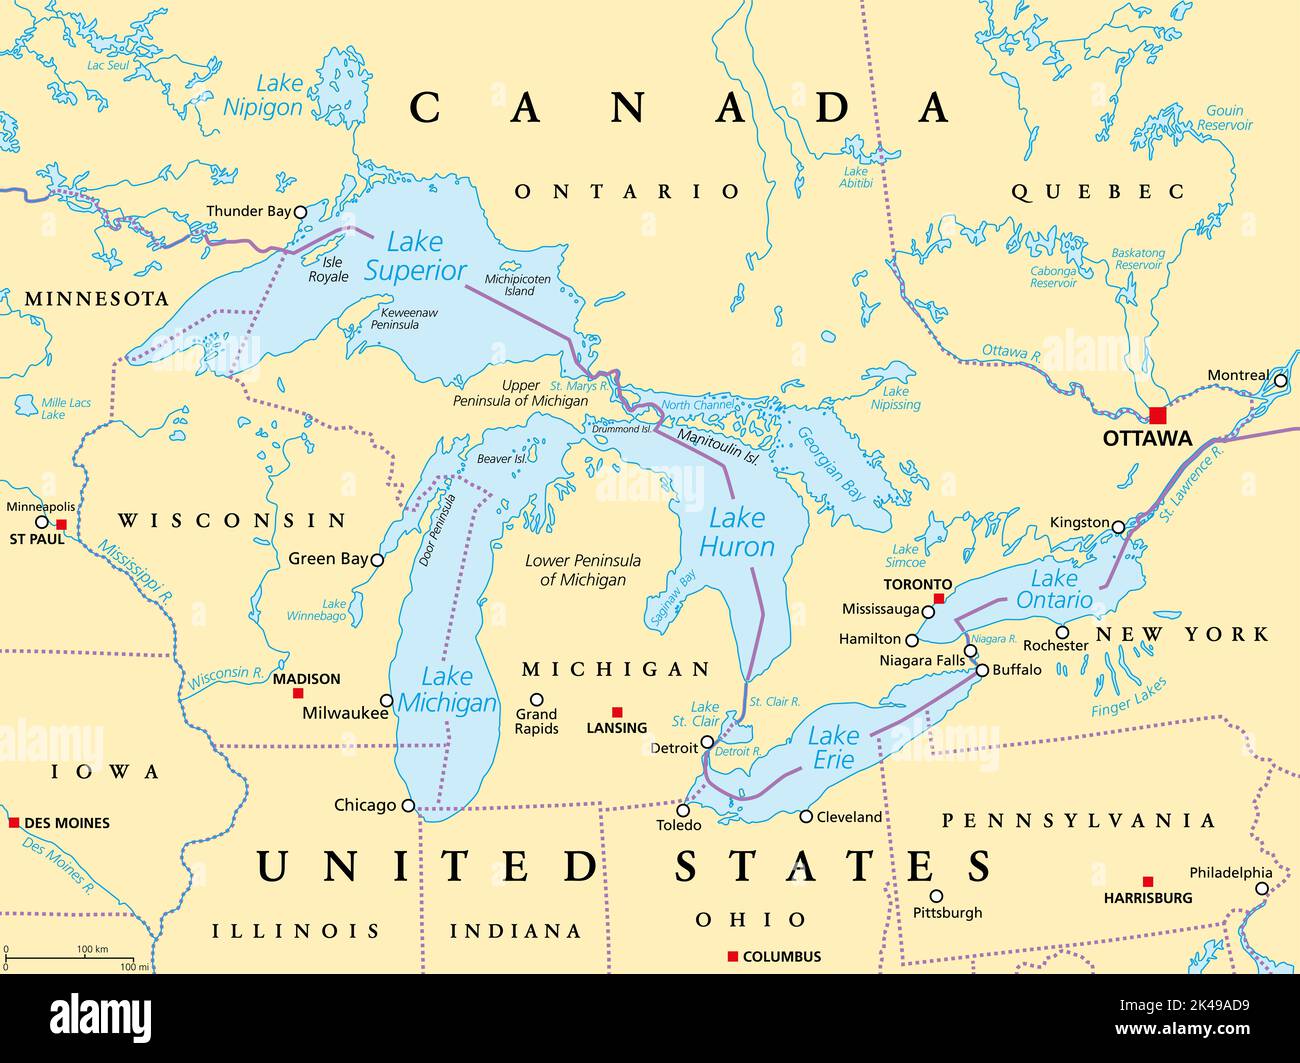 Lac Seul
Lake
Nipigon
CANADA
Gouin
Reservoir
Lake
Abitibi
ONTARIO
QUEBEC
Thunder Bay
Lake
Superior
Isle
Royale
Michipicoten
Island
Baskatong
Reservoir
Cabonga
Reservoir
MINNESOTA
Keweenaw
Peninsula
Ottawa R.
Montreal
Mille Lacs
Lake
Upper
Peninsula of Michigan
St. Marys R.
North Channel
Lake
Nipissing
OTTAWA
Drummond Isl.
Manitoulin Isl.
Georgian Bay
Beaver Isl.
St. Lawrence R.
Minneapolis
ST PAUL
WISCONSIN
Door Peninsula
Lake
Huron
Kingston
Mississippi R.
Green Bay
Lower Peninsula
of Michigan
Lake
Simcoe
TORONTO
Lake
Ontario
Lake
Winnebago
Saginaw Bay
Mississauga
Hamilton
Niagara R.
Rochester
NEW YORK
Niagara Falls
Buffalo
Finger Lakes
Wisconsin R.
MADISON
MICHIGAN
Lake
Michigan
Milwaukee
Grand
Rapids
LANSING
St. Clair R.
Lake
St. Clair
Detroit
Detroit R.
Lake
Erie
IOWA
Chicago
Toledo
Cleveland
PENNSYLVANIA
DES MOINES
Des Moines R.
UNITED STATES
Philadelphia
HARRISBURG
Pittsburgh
ILLINOIS
INDIANA
OHIO
COLUMBUS
0 100 km
0 100 mi
alamy
a
alamy
Image ID: 2K49AD9
www.alamy.com